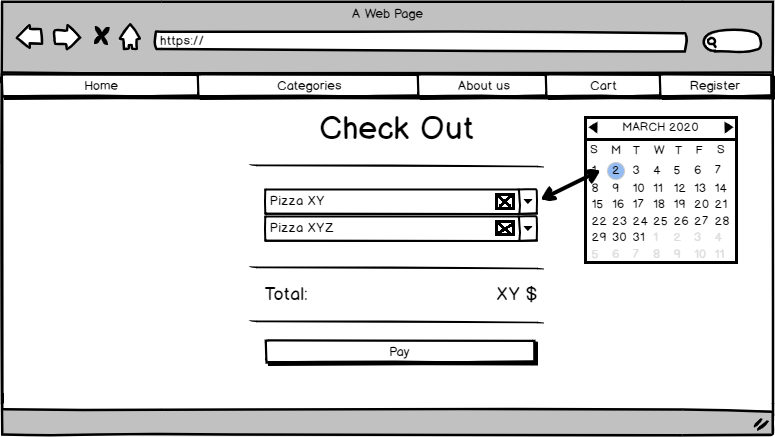 A Web Page
https://
Home Categories About us Cart Register
Check Out
Pizza XY
Pizza XYZ
Total: XY $
Pay
MARCH 2020
S M T W T F S
1 2 3 4 5 6 7
8 9 10 11 12 13 14
15 16 17 18 19 20 21
22 23 24 25 26 27 28
29 30 31 1 2 3 4
5 6 7 8 9 10 11